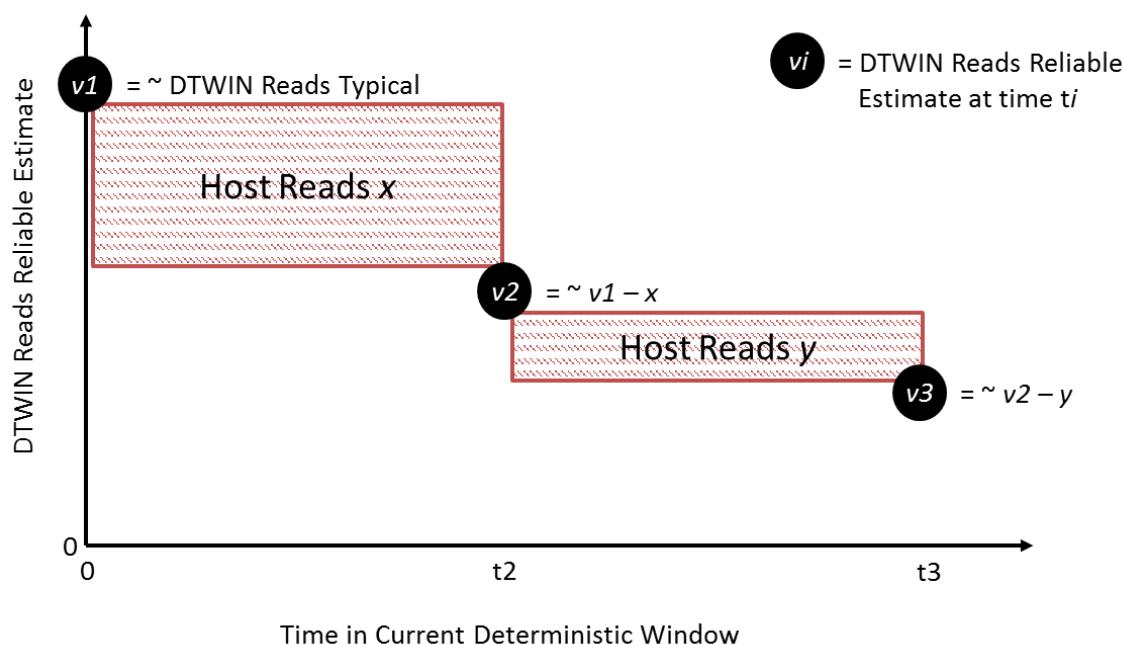 v1
= ~ DTWIN Reads Typical
vi
= DTWIN Reads Reliable
Estimate at time ti
DTWIN Reads Reliable Estimate
Host Reads x
v2
= ~ v1 – x
Host Reads y
v3
= ~ v2 – y
0
0
t2
t3
Time in Current Deterministic Window